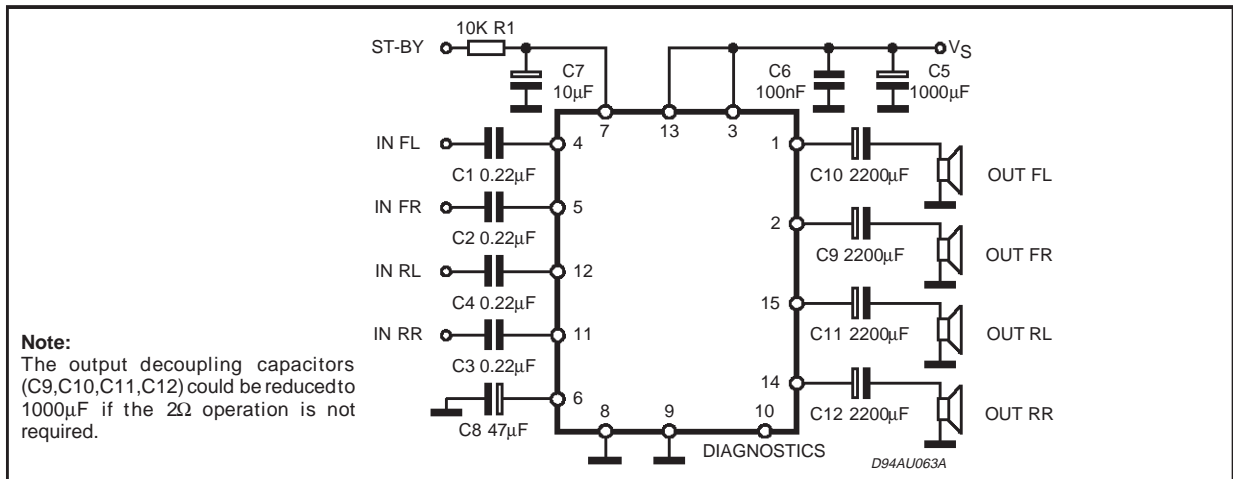 10K R1
ST-BY
C7
10µF
C6
100nF
C5
1000µF
VS
7
13
3
IN FL
C1 0.22µF
4
IN FR
C2 0.22µF
5
IN RL
C4 0.22µF
12
IN RR
C3 0.22µF
11
C8 47µF
6
8
9
10
DIAGNOSTICS
1
C10 2200µF
OUT FL
2
C9 2200µF
OUT FR
15
C11 2200µF
OUT RL
14
C12 2200µF
OUT RR
D94AU063A
Note:
The output decoupling capacitors
(C9,C10,C11,C12) could be reduced to
1000µF if the 2Ω operation is not
required.